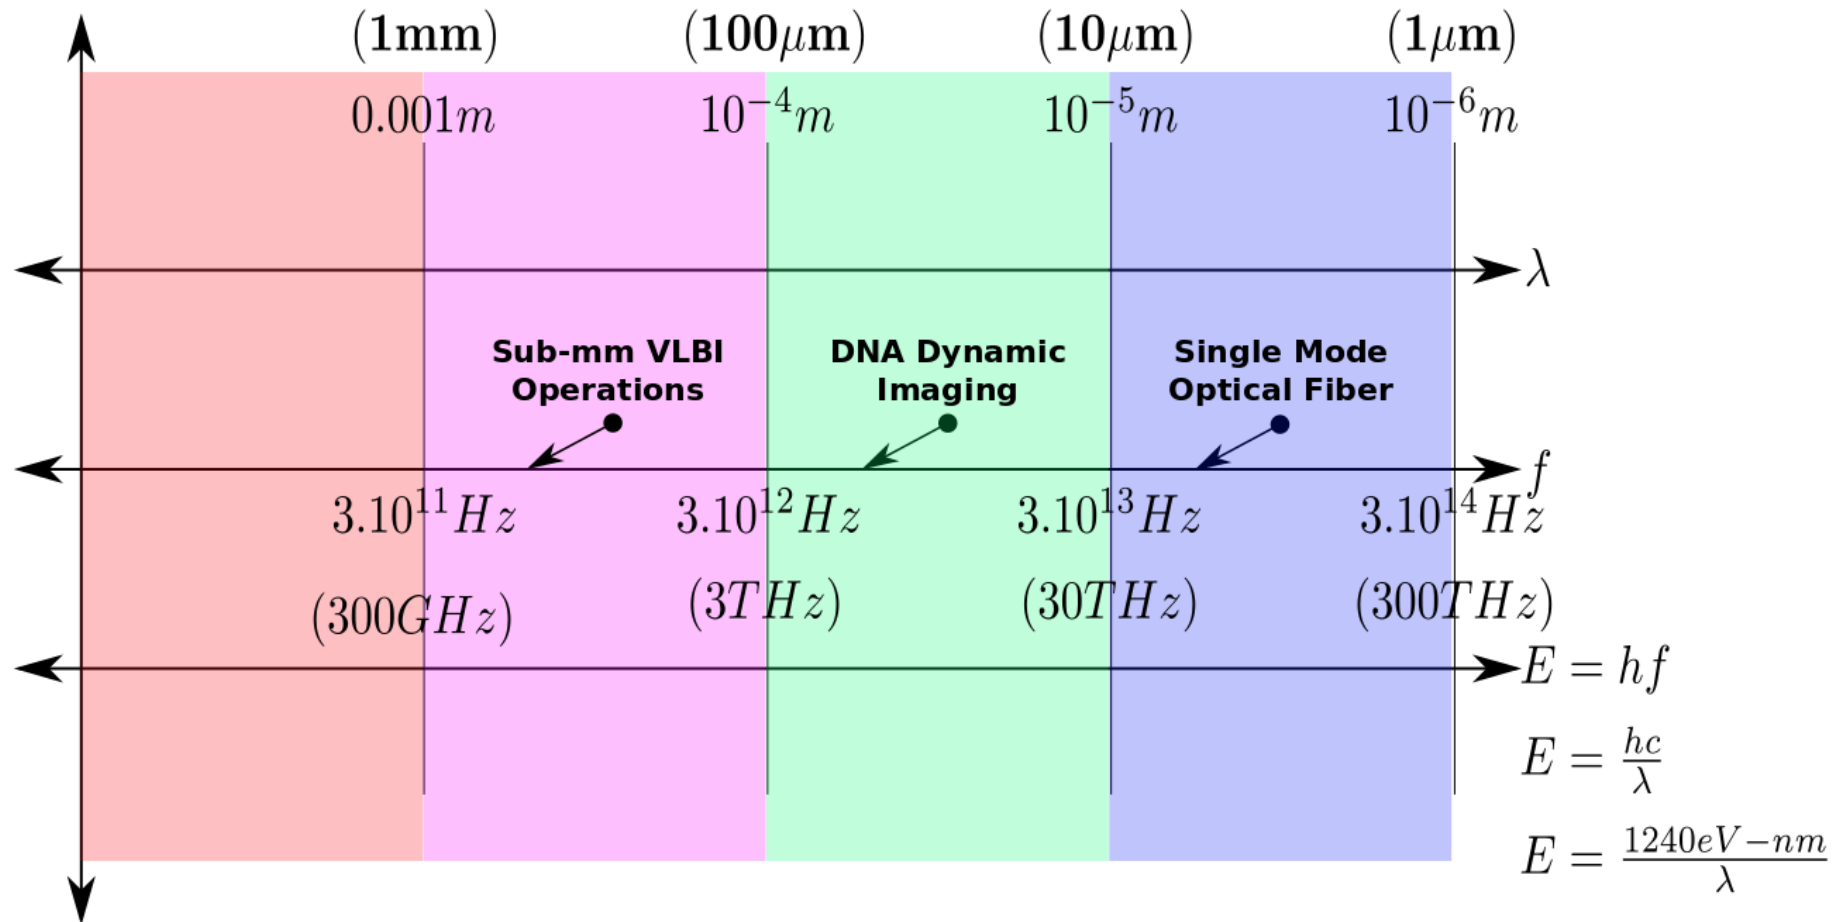 (1mm) (100μm) (10μm) (1μm)
0.001m 10⁻⁴m 10⁻⁵m 10⁻⁶m
λ
Sub-mm VLBI
Operations
DNA Dynamic
Imaging
Single Mode
Optical Fiber
f
3.10¹¹Hz 3.10¹²Hz 3.10¹³Hz 3.10¹⁴Hz
(300GHz) (3THz) (30THz) (300THz)
E = hf
E = hc/λ
E = 1240eV−nm/λ